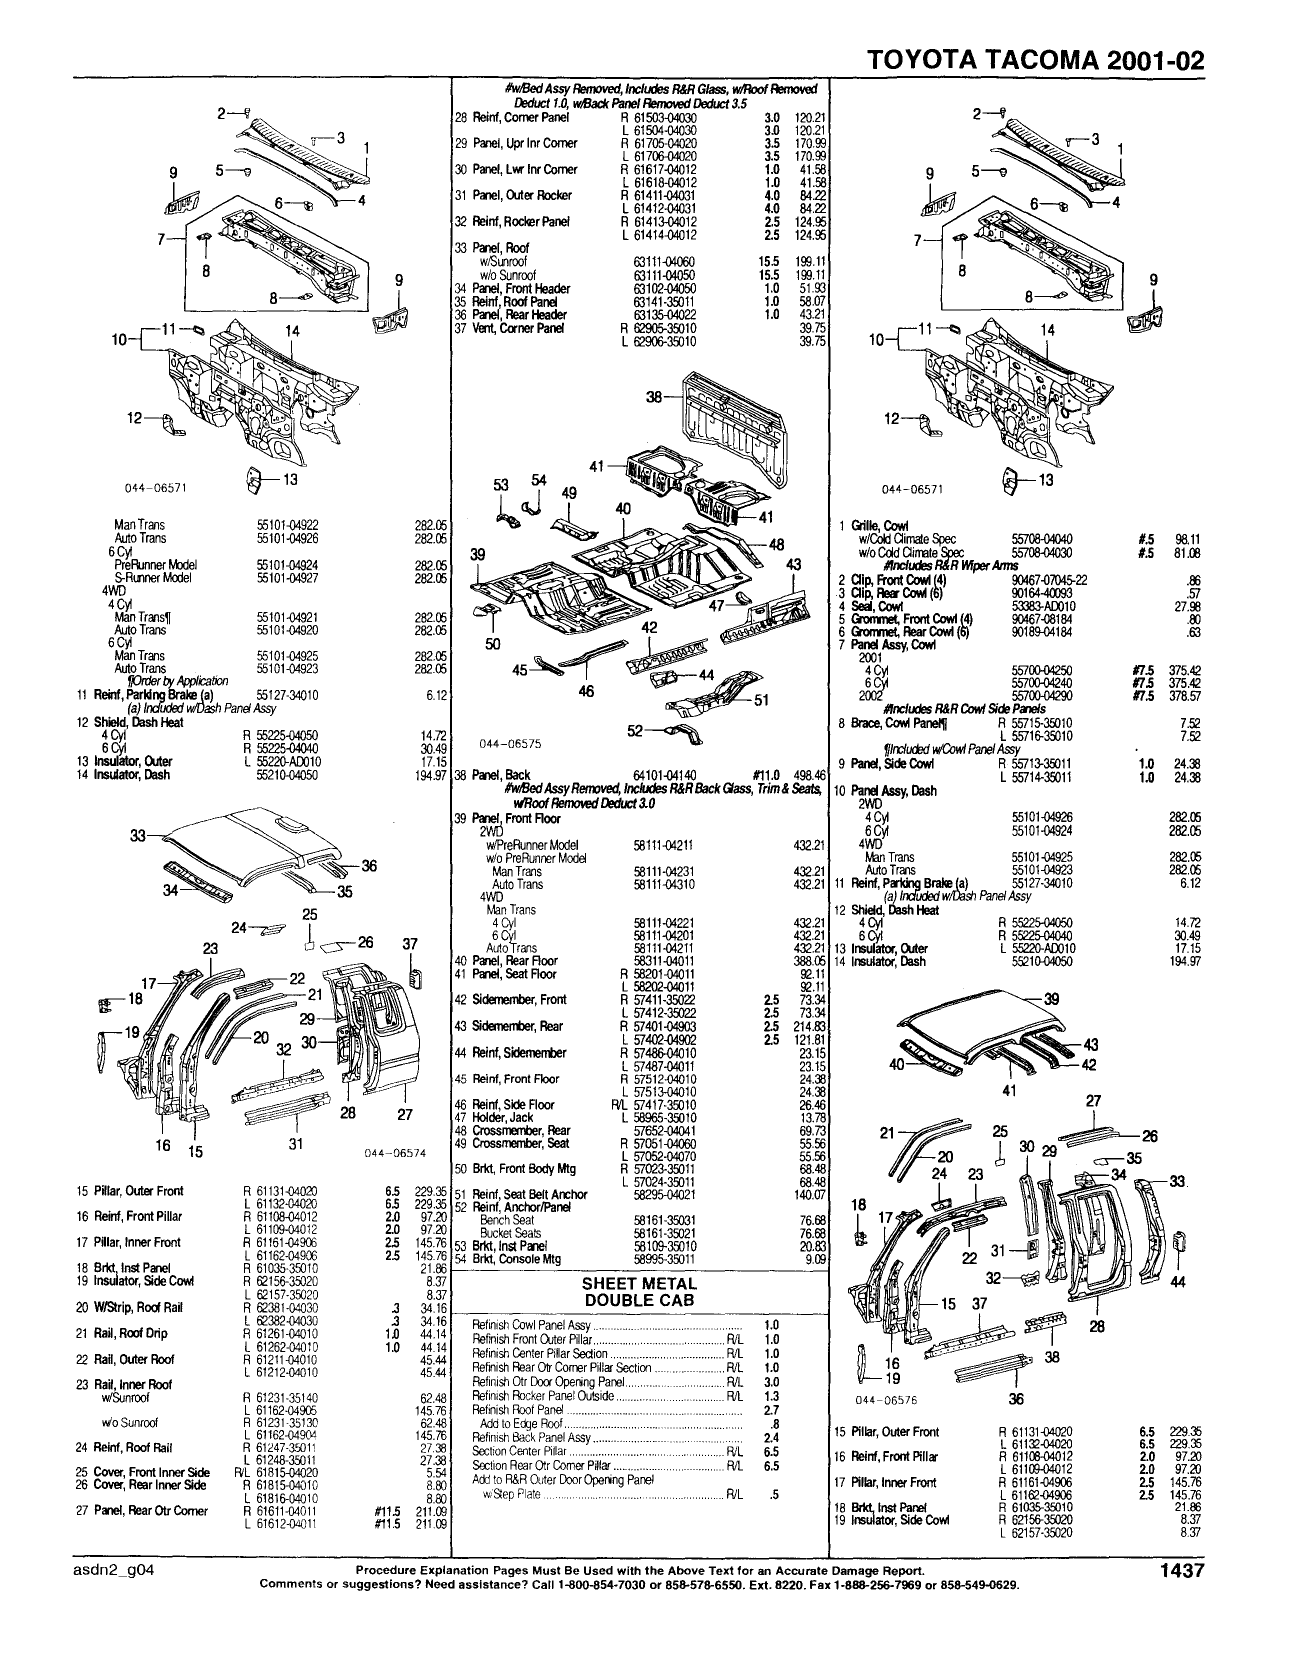 TOYOTA TACOMA 2001-02
2
3
1
9
5
4
6
7
8
8
9
11
10
14
12
13
044-06571
Man Trans 55101-04922 282.05
Auto Trans 55101-04926 282.05
6 Cyl
PreRunner Model 55101-04924 282.05
S-Runner Model 55101-04927 282.05
4WD
4 Cyl
Man Trans¶ 55101-04921 282.05
Auto Trans 55101-04920 282.05
6 Cyl
Man Trans 55101-04925 282.05
Auto Trans 55101-04923 282.05
¶Order by Application
11 Reinf, Parking Brake (a) 55127-34010 6.12
(a) Included w/Dash Panel Assy
12 Shield, Dash Heat
4 Cyl R 55225-04050 14.72
6 Cyl R 55225-04040 30.49
13 Insulator, Outer L 55220-AD010 17.15
14 Insulator, Dash 55210-04050 194.97
33
36
34
35
25
24
26
37
23
17
22
18
21
29
19
20
30
32
28
27
16
15
31
044-06574
15 Pillar, Outer Front R 61131-04020 6.5 229.35
L 61132-04020 6.5 229.35
16 Reinf, Front Pillar R 61108-04012 2.0 97.20
L 61109-04012 2.0 97.20
17 Pillar, Inner Front R 61161-04906 2.5 145.76
L 61162-04906 2.5 145.76
18 Brkt, Inst Panel R 61035-35010 21.86
19 Insulator, Side Cowl R 62156-35020 8.37
L 62157-35020 8.37
20 W/Strip, Roof Rail R 62381-04030 .3 34.16
L 62382-04030 .3 34.16
21 Rail, Roof Drip R 61261-04010 1.0 44.14
L 61262-04010 1.0 44.14
22 Rail, Outer Roof R 61211-04010 45.44
L 61212-04010 45.44
23 Rail, Inner Roof
w/Sunroof R 61231-35140 62.48
L 61162-04905 145.76
w/o Sunroof R 61231-35130 62.48
L 61162-04904 145.76
24 Reinf, Roof Rail R 61247-35011 27.38
L 61248-35011 27.38
25 Cover, Front Inner Side R/L 61815-04020 5.54
26 Cover, Rear Inner Side R 61815-04010 8.80
L 61816-04010 8.80
27 Panel, Rear Otr Corner R 61611-04011 #11.5 211.09
L 61612-04011 #11.5 211.09
#w/Bed Assy Removed, Includes R&R Glass, w/Roof Removed
Deduct 1.0, w/Back Panel Removed Deduct 3.5
28 Reinf, Corner Panel R 61503-04030 3.0 120.21
L 61504-04030 3.0 120.21
29 Panel, Upr Inr Corner R 61705-04020 3.5 170.99
L 61706-04020 3.5 170.99
30 Panel, Lwr Inr Corner R 61617-04012 1.0 41.58
L 61618-04012 1.0 41.58
31 Panel, Outer Rocker R 61411-04031 4.0 84.22
L 61412-04031 4.0 84.22
32 Reinf, Rocker Panel R 61413-04012 2.5 124.95
L 61414-04012 2.5 124.95
33 Panel, Roof
w/Sunroof 63111-04060 15.5 199.11
w/o Sunroof 63111-04050 15.5 199.11
34 Panel, Front Header 63102-04050 1.0 51.93
35 Reinf, Roof Panel 63141-35011 1.0 58.07
36 Panel, Rear Header 63135-04022 1.0 43.21
37 Vent, Corner Panel R 62905-35010 39.75
L 62906-35010 39.75
38
41
53
54
49
40
41
39
48
43
47
50
42
45
46
44
51
52
044-06575
38 Panel, Back 64101-04140 #11.0 498.46
#w/Bed Assy Removed, Includes R&R Back Glass, Trim & Seats,
w/Roof Removed Deduct 3.0
39 Panel, Front Floor
2WD
w/PreRunner Model 58111-04211 432.21
w/o PreRunner Model
Man Trans 58111-04231 432.21
Auto Trans 58111-04310 432.21
4WD
Man Trans
4 Cyl 58111-04221 432.21
6 Cyl 58111-04201 432.21
Auto Trans 58111-04211 432.21
40 Panel, Rear Floor 58311-04011 388.05
41 Panel, Seat Floor R 58201-04011 92.11
L 58202-04011 92.11
42 Sidemember, Front R 57411-35022 2.5 73.34
L 57412-35022 2.5 73.34
43 Sidemember, Rear R 57401-04903 2.5 214.83
L 57402-04902 2.5 121.81
44 Reinf, Sidemember R 57486-04010 23.15
L 57487-04011 23.15
45 Reinf, Front Floor R 57512-04010 24.38
L 57513-04010 24.38
46 Reinf, Side Floor R/L 57417-35010 26.46
47 Holder, Jack L 58965-35010 13.78
48 Crossmember, Rear 57652-04041 69.73
49 Crossmember, Seat R 57051-04060 55.56
L 57052-04070 55.56
50 Brkt, Front Body Mtg R 57023-35011 68.48
L 57024-35011 68.48
51 Reinf, Seat Belt Anchor 58295-04021 140.07
52 Reinf, Anchor/Panel
Bench Seat 58161-35031 76.68
Bucket Seats 58161-35021 76.68
53 Brkt, Inst Panel 58109-35010 20.83
54 Brkt, Console Mtg 58995-35011 9.09
SHEET METAL
DOUBLE CAB
Refinish Cowl Panel Assy 1.0
Refinish Front Outer Pillar R/L 1.0
Refinish Center Pillar Section R/L 1.0
Refinish Rear Otr Corner Pillar Section R/L 1.0
Refinish Otr Door Opening Panel R/L 3.0
Refinish Rocker Panel Outside R/L 1.3
Refinish Roof Panel 2.7
Add to Edge Roof .8
Refinish Back Panel Assy 2.4
Section Center Pillar R/L 6.5
Section Rear Otr Corner Pillar R/L 6.5
Add to R&R Outer Door Opening Panel
w/Step Plate R/L .5
2
3
1
9
5
4
6
7
8
8
9
11
10
14
12
13
044-06571
1 Grille, Cowl
w/Cold Climate Spec 55708-04040 #.5 98.11
w/o Cold Climate Spec 55708-04030 #.5 81.08
#Includes R&R Wiper Arms
2 Clip, Front Cowl (4) 90467-07045-22 .86
3 Clip, Rear Cowl (6) 90164-40093 .57
4 Seal, Cowl 53383-AD010 27.98
5 Grommet, Front Cowl (4) 90467-08184 .80
6 Grommet, Rear Cowl (6) 90189-04184 .63
7 Panel Assy, Cowl
2001
4 Cyl 55700-04250 #7.5 375.42
6 Cyl 55700-04240 #7.5 375.42
2002 55700-04290 #7.5 378.57
#Includes R&R Cowl Side Panels
8 Brace, Cowl Panel¶ R 55715-35010 7.52
L 55716-35010 7.52
¶Included w/Cowl Panel Assy
9 Panel, Side Cowl R 55713-35011 1.0 24.38
L 55714-35011 1.0 24.38
10 Panel Assy, Dash
2WD
4 Cyl 55101-04926 282.05
6 Cyl 55101-04924 282.05
4WD
Man Trans 55101-04925 282.05
Auto Trans 55101-04923 282.05
11 Reinf, Parking Brake (a) 55127-34010 6.12
(a) Included w/Dash Panel Assy
12 Shield, Dash Heat
4 Cyl R 55225-04050 14.72
6 Cyl R 55225-04040 30.49
13 Insulator, Outer L 55220-AD010 17.15
14 Insulator, Dash 55210-04050 194.97
39
43
40
42
41
27
21
25
30
29
26
20
35
24
23
34
33
18
17
31
22
32
44
15
37
28
38
16
19
36
044-06576
15 Pillar, Outer Front R 61131-04020 6.5 229.35
L 61132-04020 6.5 229.35
16 Reinf, Front Pillar R 61108-04012 2.0 97.20
L 61109-04012 2.0 97.20
17 Pillar, Inner Front R 61161-04906 2.5 145.76
L 61162-04906 2.5 145.76
18 Brkt, Inst Panel R 61035-35010 21.86
19 Insulator, Side Cowl R 62156-35020 8.37
L 62157-35020 8.37
asdn2_g04
Procedure Explanation Pages Must Be Used with the Above Text for an Accurate Damage Report.
Comments or suggestions? Need assistance? Call 1-800-854-7030 or 858-578-6550. Ext. 8220. Fax 1-888-256-7969 or 858-549-0629.
1437